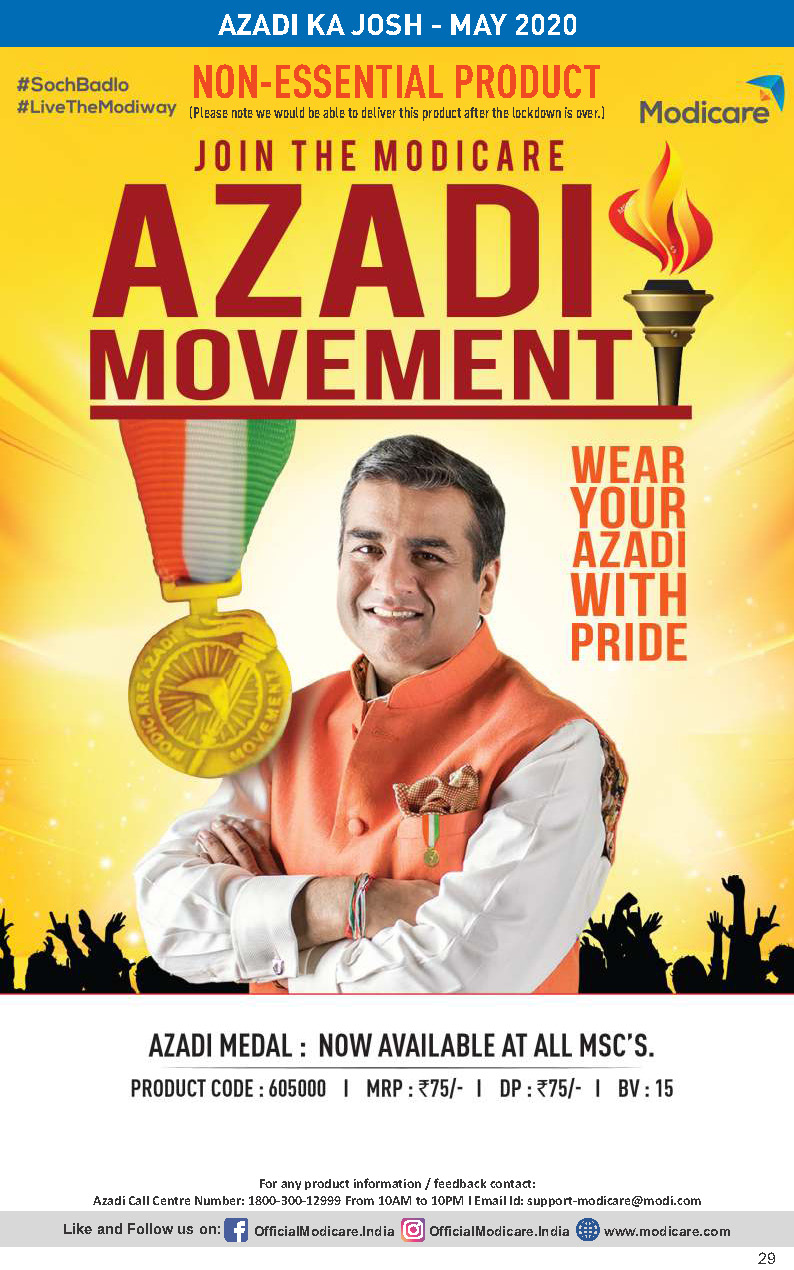 AZADI KA JOSH - MAY 2020
#SochBadlo
#LiveTheModiway
NON-ESSENTIAL PRODUCT
(Please note we would be able to deliver this product after the lockdown is over.)
Modicare
JOIN THE MODICARE
AZADI
MOVEMENT
WEAR
YOUR
AZADI
WITH
PRIDE
MODICARE AZADI
MOVEMENT
AZADI MEDAL : NOW AVAILABLE AT ALL MSC'S.
PRODUCT CODE : 605000 I MRP : ₹75/- I DP : ₹75/- I BV : 15
For any product information / feedback contact:
Azadi Call Centre Number: 1800-300-12999 From 10AM to 10PM I Email Id: support-modicare@modi.com
Like and Follow us on: OfficialModicare.India OfficialModicare.India www.modicare.com
29